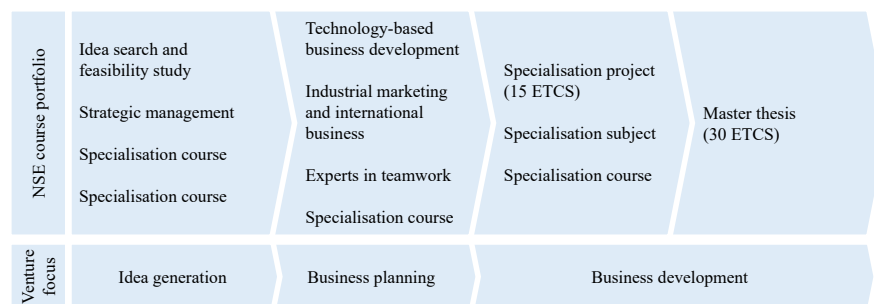 NSE course portfolio
Idea search and
feasibility study
Strategic management
Specialisation course
Specialisation course
Technology-based
business development
Industrial marketing
and international
business
Experts in teamwork
Specialisation course
Specialisation project
(15 ETCS)
Specialisation subject
Specialisation course
Master thesis
(30 ETCS)
Venture
focus
Idea generation
Business planning
Business development